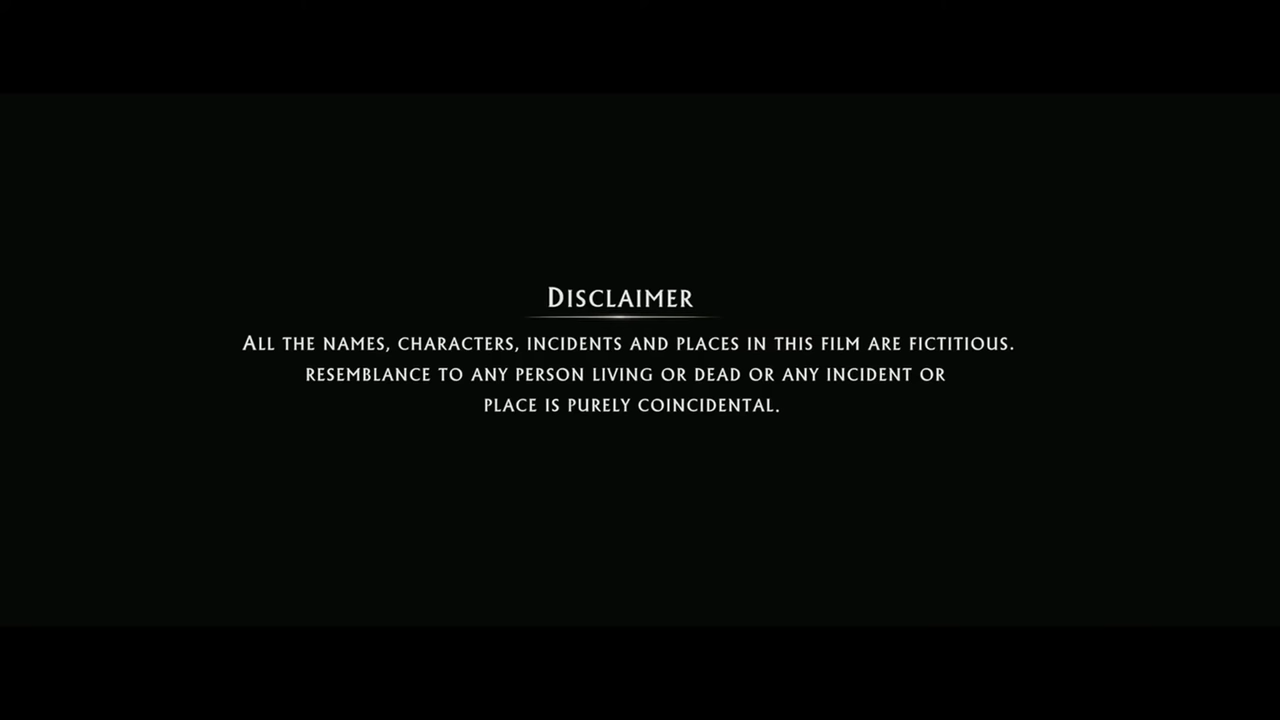 DISCLAIMER
ALL THE NAMES, CHARACTERS, INCIDENTS AND PLACES IN THIS FILM ARE FICTITIOUS.
RESEMBLANCE TO ANY PERSON LIVING OR DEAD OR ANY INCIDENT OR
PLACE IS PURELY COINCIDENTAL.